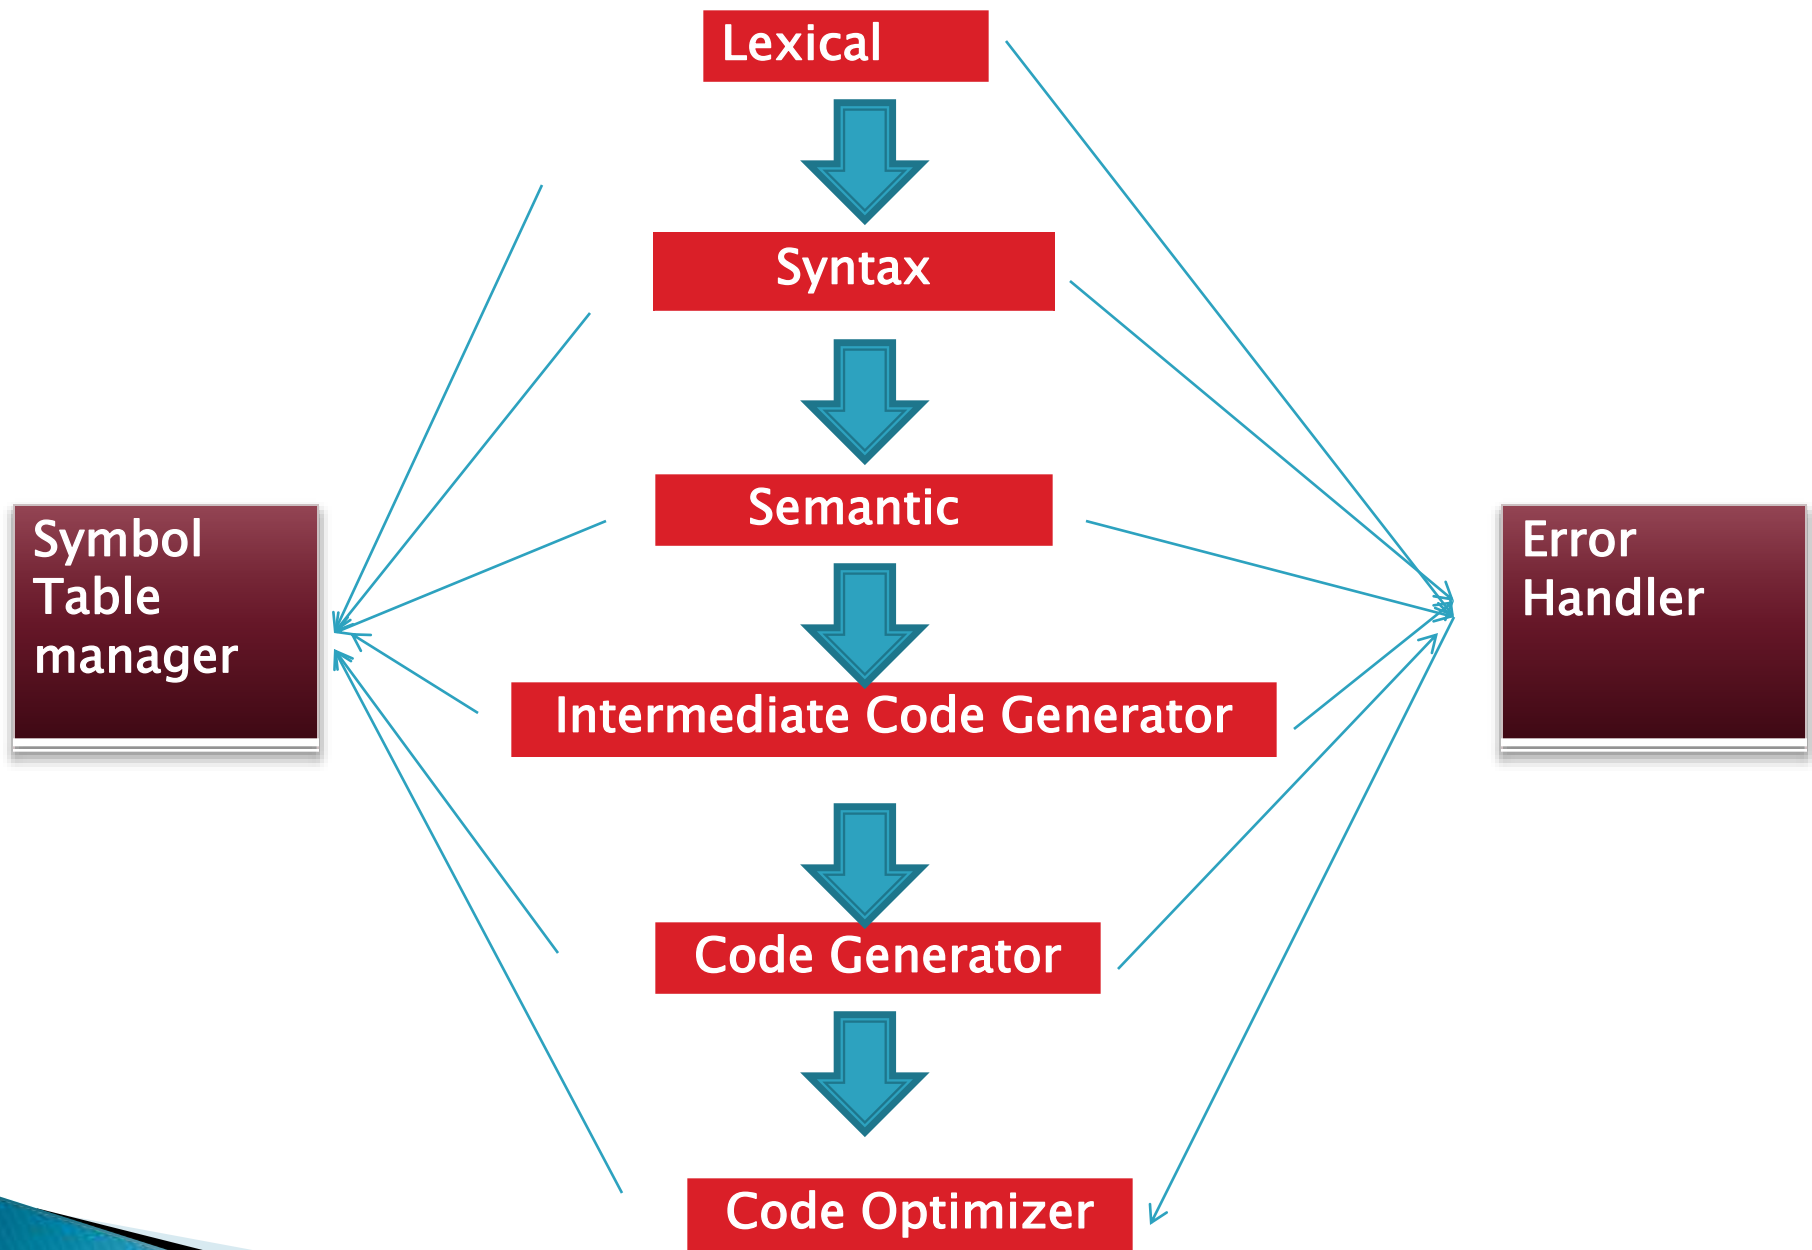 Lexical
Syntax
Semantic
Symbol
Table
manager
Error
Handler
Intermediate Code Generator
Code Generator
Code Optimizer